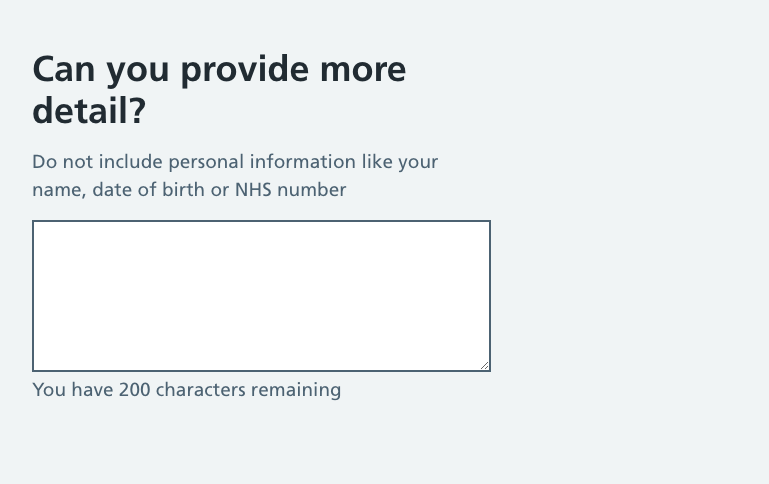 Can you provide more
detail?
Do not include personal information like your
name, date of birth or NHS number
You have 200 characters remaining